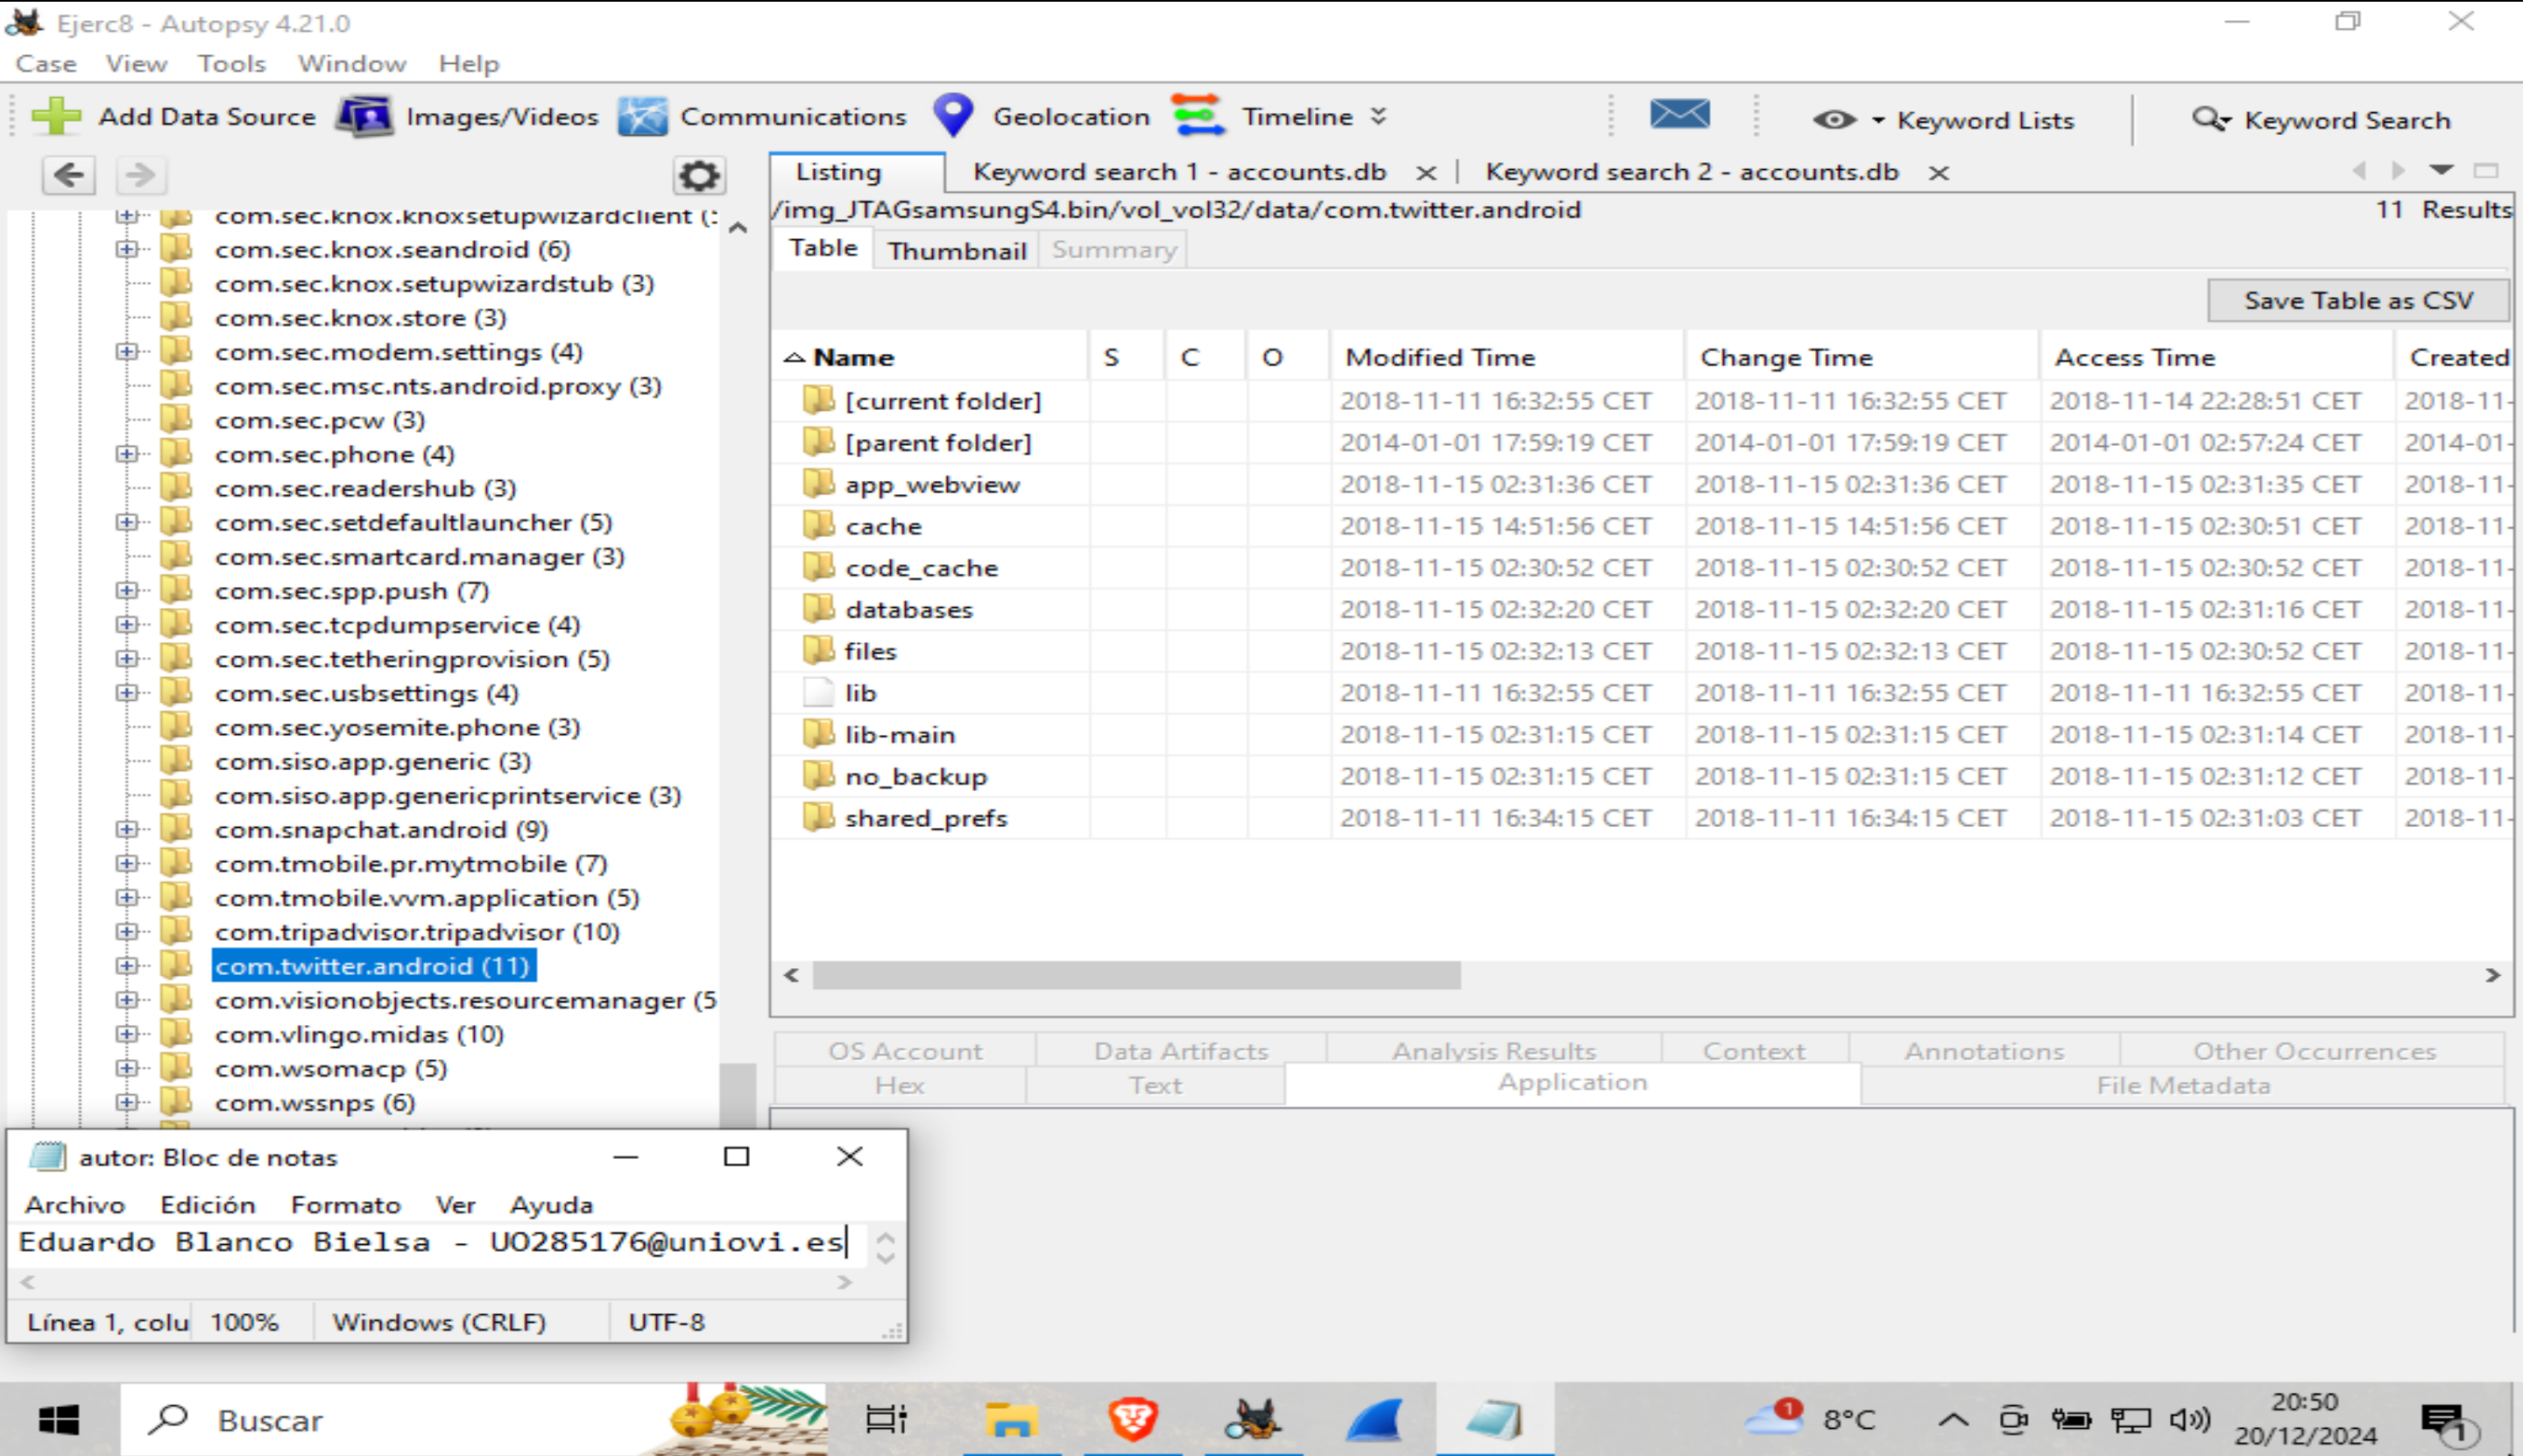 Ejerc8 - Autopsy 4.21.0
Case View Tools Window Help
Add Data Source Images/Videos Communications Geolocation Timeline Keyword Lists Keyword Search
Listing Keyword search 1 - accounts.db Keyword search 2 - accounts.db
/img_JTAGsamsungS4.bin/vol_vol32/data/com.twitter.android 11 Results
Table Thumbnail Summary
Save Table as CSV
com.sec.knox.knoxsetupwizardclient (
com.sec.knox.seandroid (6)
com.sec.knox.setupwizardstub (3)
com.sec.knox.store (3)
com.sec.modem.settings (4)
com.sec.msc.nts.android.proxy (3)
com.sec.pcw (3)
com.sec.phone (4)
com.sec.readershub (3)
com.sec.setdefaultlauncher (5)
com.sec.smartcard.manager (3)
com.sec.spp.push (7)
com.sec.tcpdumpservice (4)
com.sec.tetheringprovision (5)
com.sec.usbsettings (4)
com.sec.yosemite.phone (3)
com.siso.app.generic (3)
com.siso.app.genericprintservice (3)
com.snapchat.android (9)
com.tmobile.pr.mytmobile (7)
com.tmobile.vvm.application (5)
com.tripadvisor.tripadvisor (10)
com.twitter.android (11)
com.visionobjects.resourcemanager (5
com.vlingo.midas (10)
com.wsomacp (5)
com.wssnps (6)
Name S C O Modified Time Change Time Access Time Created
[current folder] 2018-11-11 16:32:55 CET 2018-11-11 16:32:55 CET 2018-11-14 22:28:51 CET 2018-11-
[parent folder] 2014-01-01 17:59:19 CET 2014-01-01 17:59:19 CET 2014-01-01 02:57:24 CET 2014-01-
app_webview 2018-11-15 02:31:36 CET 2018-11-15 02:31:36 CET 2018-11-15 02:31:35 CET 2018-11-
cache 2018-11-15 14:51:56 CET 2018-11-15 14:51:56 CET 2018-11-15 02:30:51 CET 2018-11-
code_cache 2018-11-15 02:30:52 CET 2018-11-15 02:30:52 CET 2018-11-15 02:30:52 CET 2018-11-
databases 2018-11-15 02:32:20 CET 2018-11-15 02:32:20 CET 2018-11-15 02:31:16 CET 2018-11-
files 2018-11-15 02:32:13 CET 2018-11-15 02:32:13 CET 2018-11-15 02:30:52 CET 2018-11-
lib 2018-11-11 16:32:55 CET 2018-11-11 16:32:55 CET 2018-11-11 16:32:55 CET 2018-11-
lib-main 2018-11-15 02:31:15 CET 2018-11-15 02:31:15 CET 2018-11-15 02:31:14 CET 2018-11-
no_backup 2018-11-15 02:31:15 CET 2018-11-15 02:31:15 CET 2018-11-15 02:31:12 CET 2018-11-
shared_prefs 2018-11-11 16:34:15 CET 2018-11-11 16:34:15 CET 2018-11-15 02:31:03 CET 2018-11-
OS Account Data Artifacts Analysis Results Context Annotations Other Occurrences
Hex Text Application File Metadata
autor: Bloc de notas
Archivo Edición Formato Ver Ayuda
Eduardo Blanco Bielsa - UO285176@uniovi.es
Línea 1, colu 100% Windows (CRLF) UTF-8
Buscar
1 8°C
20:50
20/12/2024
1